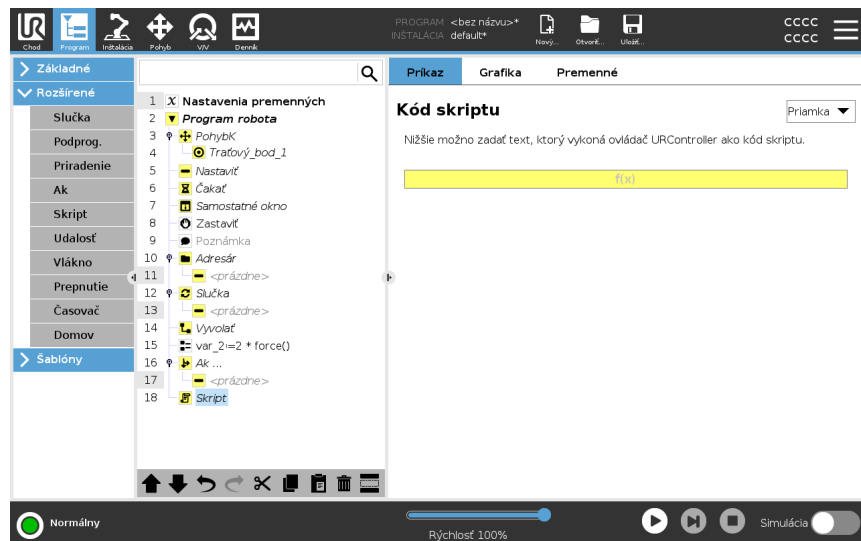 PROGRAM <bez názvu>*
INŠTALÁCIA default*
Chod Program Inštalácia Pohyb V/V Denník
Nový... Otvoriť... Uložiť...
cccc
cccc
Základné
Rozšírené
Slučka
Podprog.
Priradenie
Ak
Skript
Udalosť
Vlákno
Prepnutie
Časovač
Domov
Šablóny
1 X Nastavenia premenných
2 Program robota
3 PohybK
4 Traťový_bod_1
5 Nastaviť
6 Čakať
7 Samostatné okno
8 Zastaviť
9 Poznámka
10 Adresár
11 <prázdne>
12 Slučka
13 <prázdne>
14 Vyvolať
15 var_2≔2 * force()
16 Ak ...
17 <prázdne>
18 Skript
Príkaz Grafika Premenné
Kód skriptu
Priamka
Nižšie možno zadať text, ktorý vykoná ovládač URController ako kód skriptu.
f(x)
Normálny
Rýchlosť 100%
Simulácia